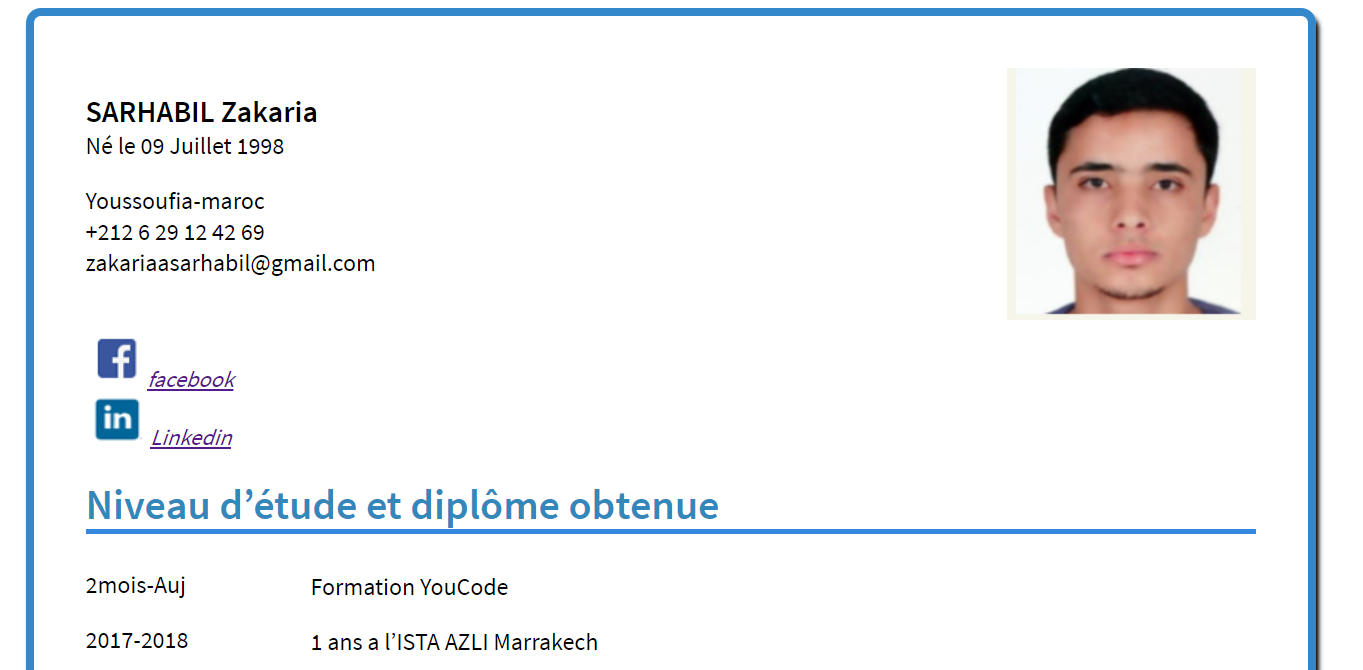 SARHABIL Zakaria
Né le 09 Juillet 1998
Youssoufia-maroc
+212 6 29 12 42 69
zakariaasarhabil@gmail.com
f facebook
in Linkedin
Niveau d’étude et diplôme obtenue
2mois-Auj Formation YouCode
2017-2018 1 ans a l’ISTA AZLI Marrakech